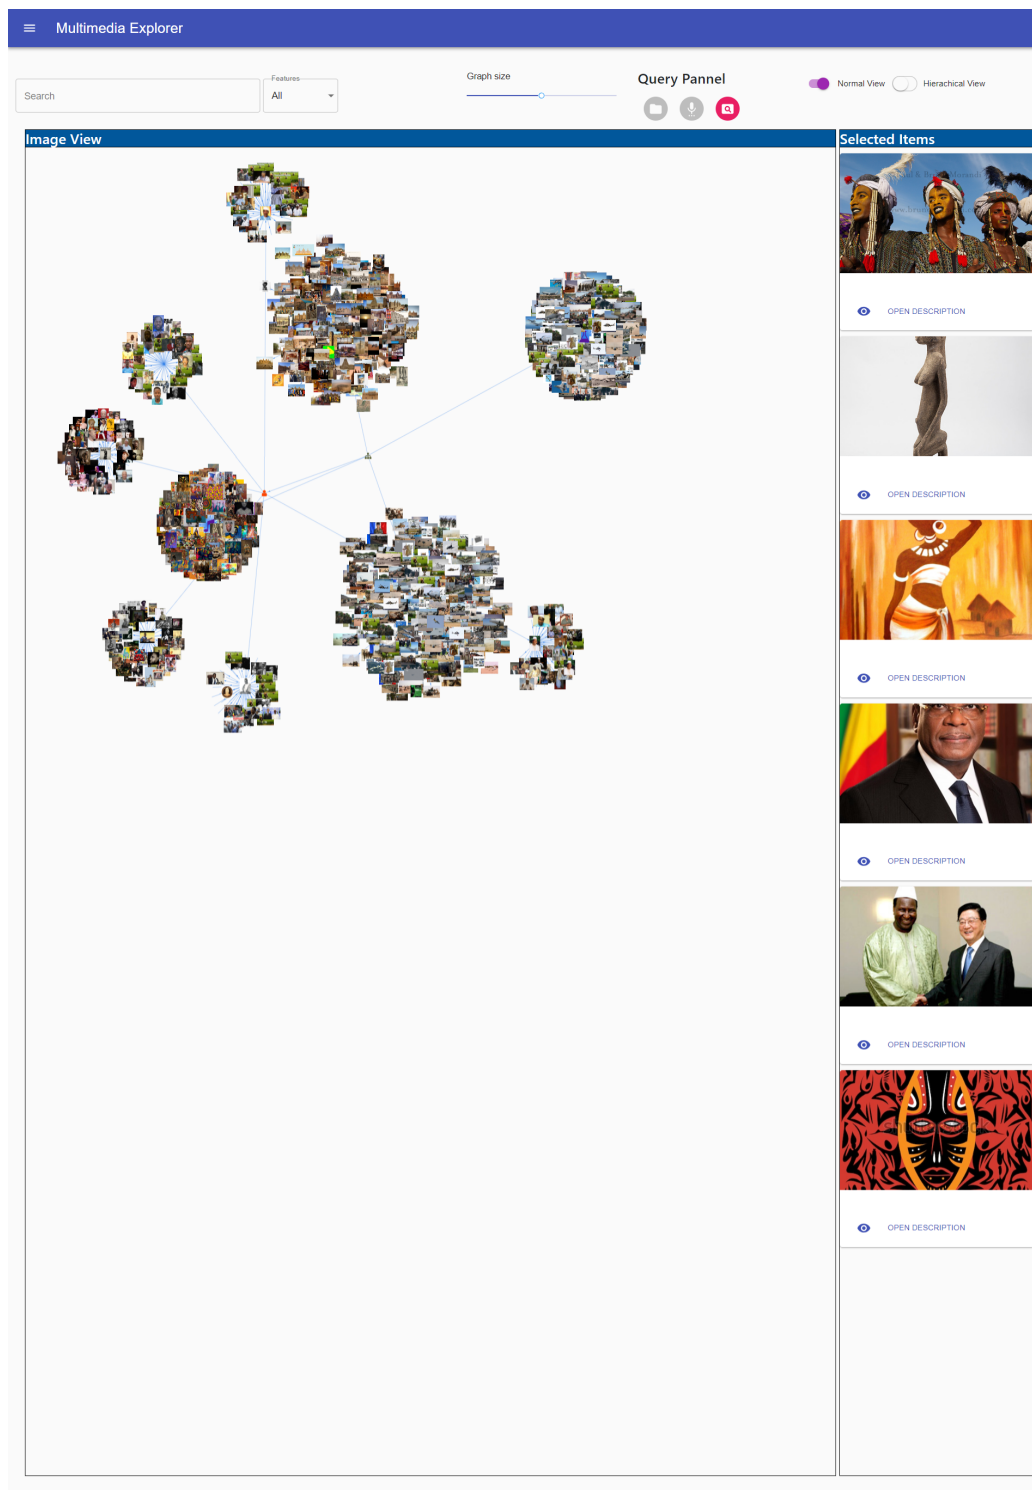 Multimedia Explorer
Search
Features
All
Graph size
Query Pannel
Normal View
Hierachical View
Image View
Selected Items
OPEN DESCRIPTION
OPEN DESCRIPTION
OPEN DESCRIPTION
OPEN DESCRIPTION
OPEN DESCRIPTION
OPEN DESCRIPTION